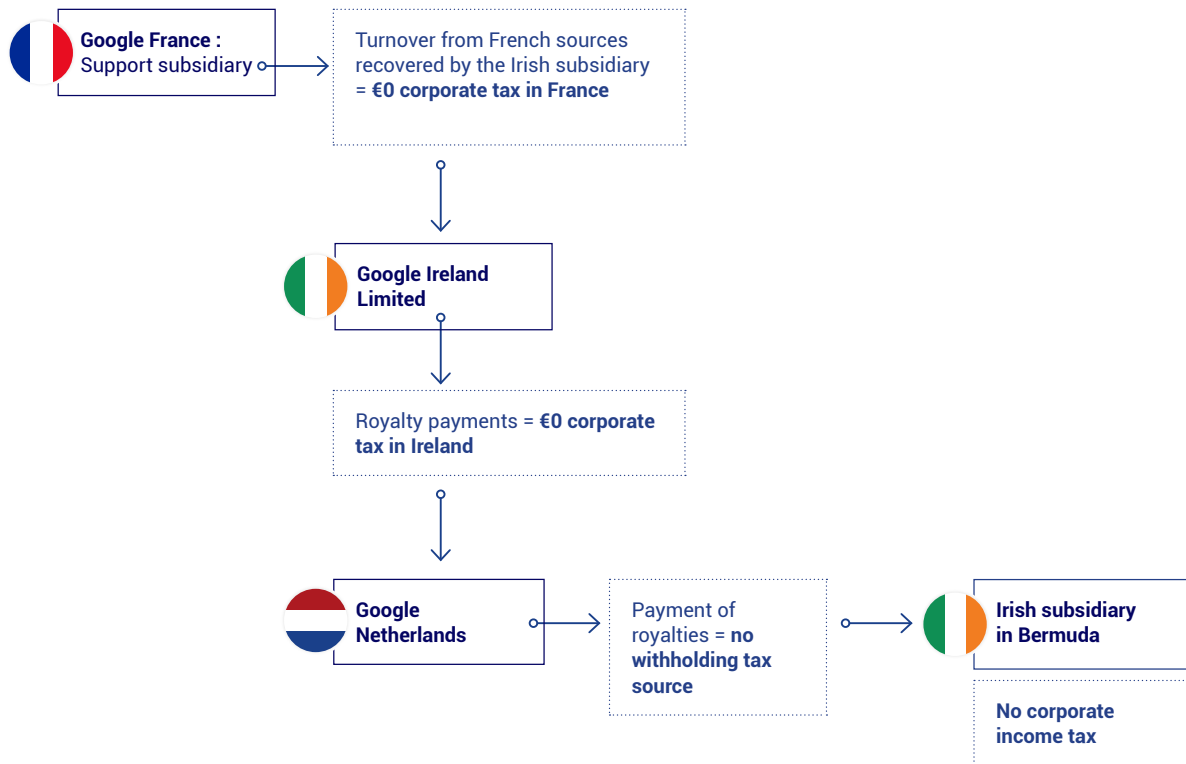 Google France :
Support subsidiary
Turnover from French sources
recovered by the Irish subsidiary
= €0 corporate tax in France
Google Ireland
Limited
Royalty payments = €0 corporate
tax in Ireland
Google
Netherlands
Payment of
royalties = no
withholding tax
source
Irish subsidiary
in Bermuda
No corporate
income tax